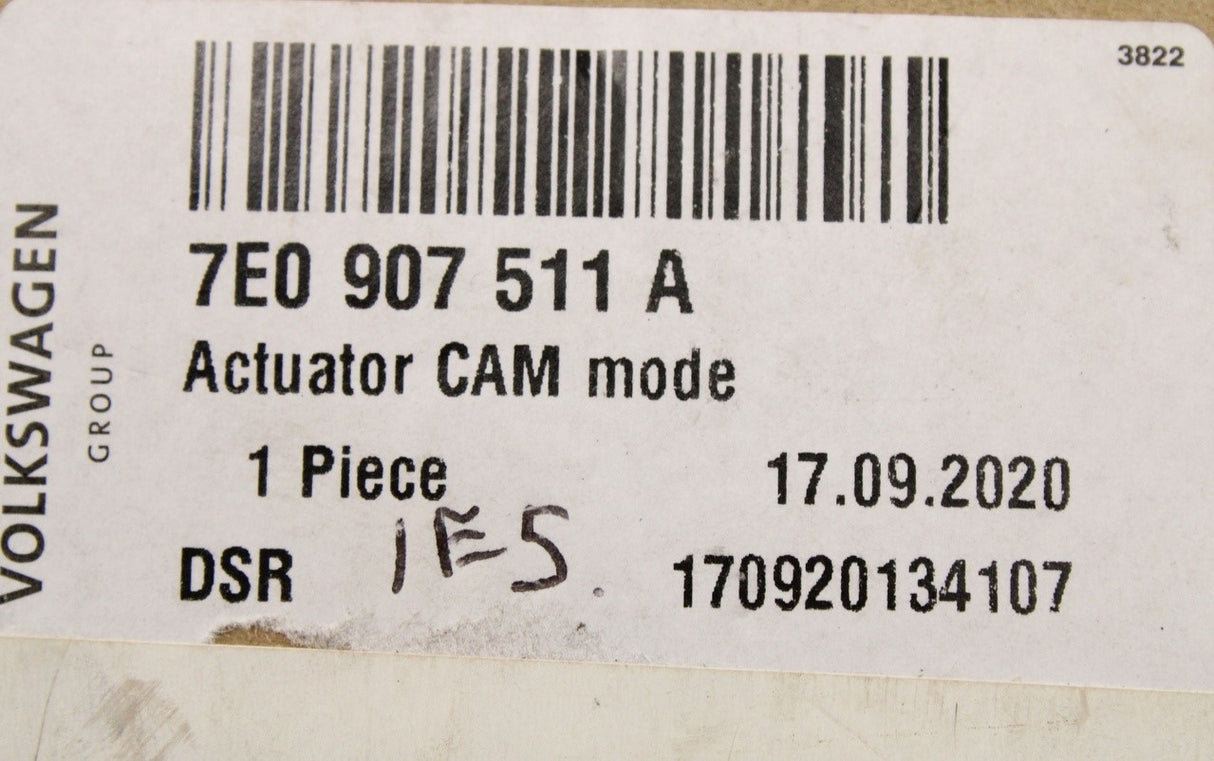 3822
VOLKSWAGEN
GROUP
7E0 907 511 A
Actuator CAM mode
1 Piece 17.09.2020
DSR 1E5. 170920134107